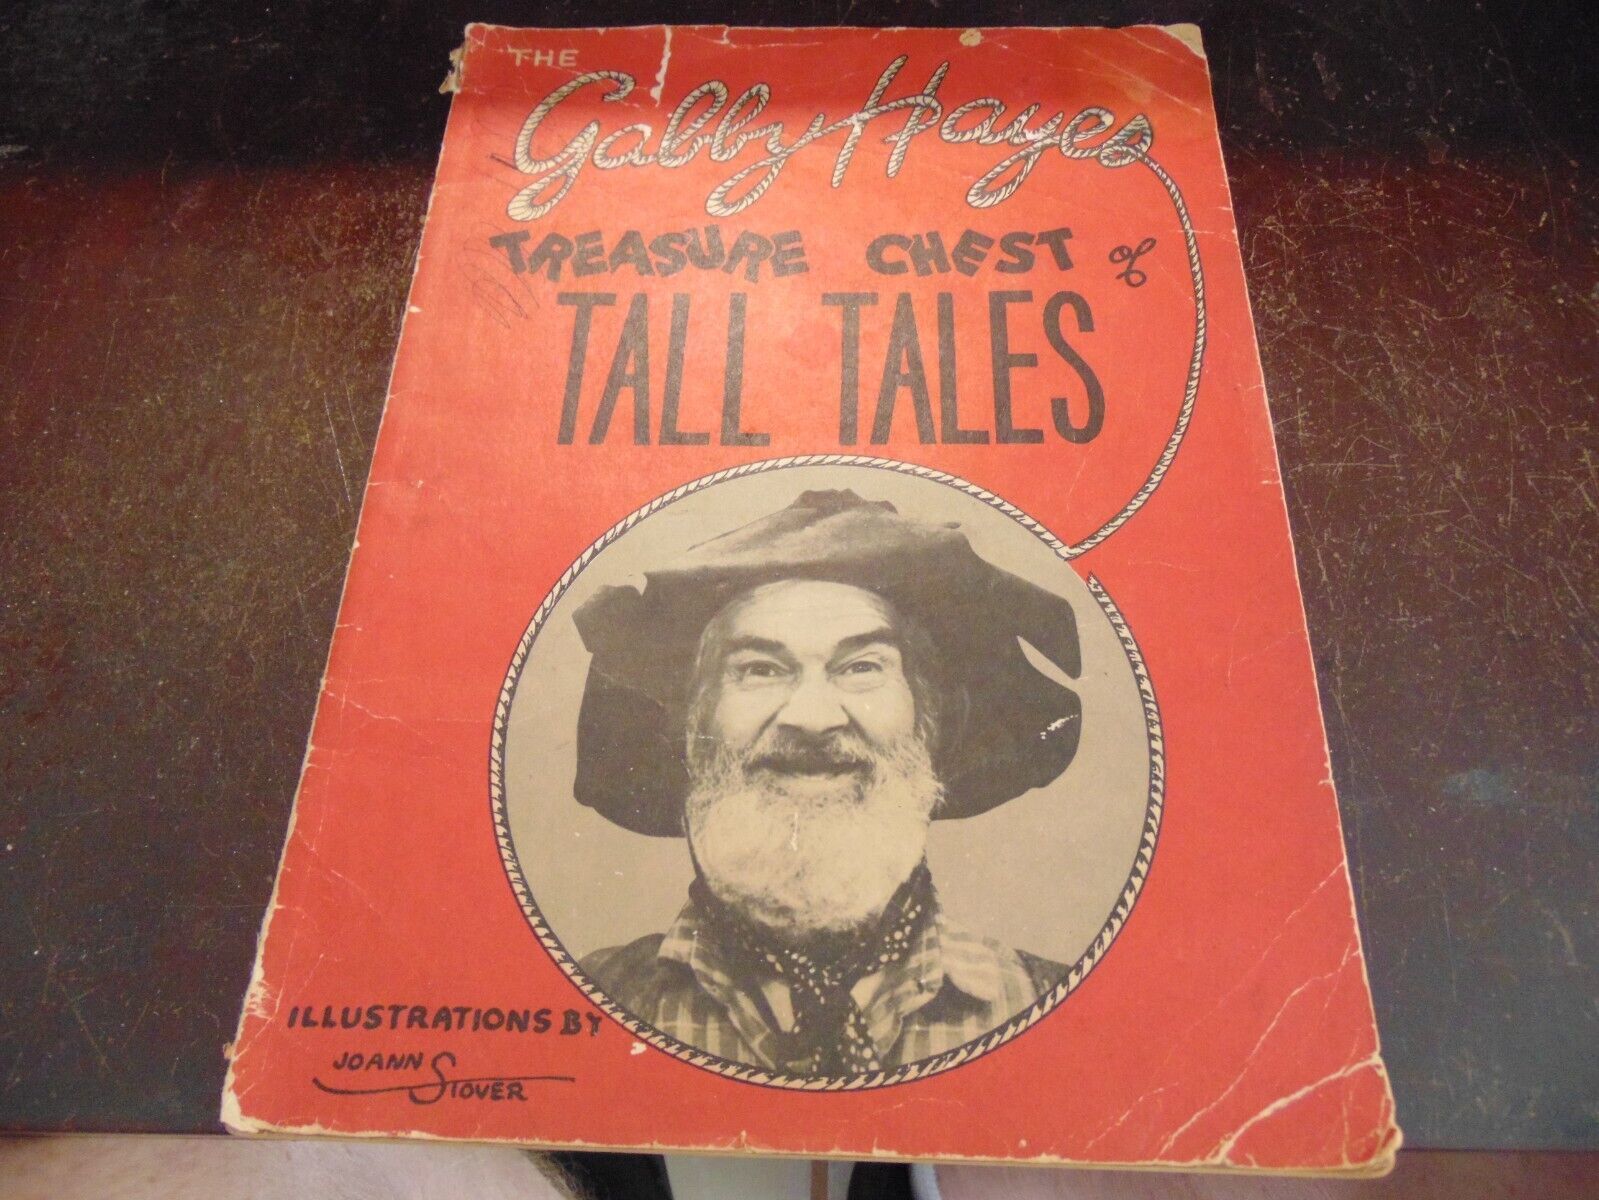 THE
Gabby Hayes
TREASURE CHEST of
TALL TALES
ILLUSTRATIONS BY
JOANN STOVER